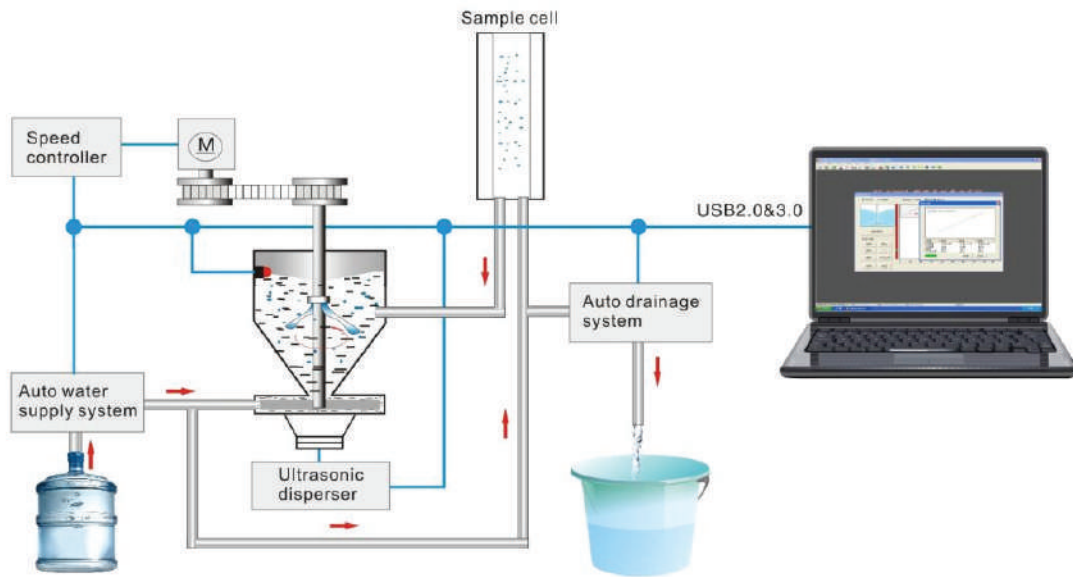 Sample cell
Speed
controller
M
USB2.0&3.0
Auto drainage
system
Auto water
supply system
Ultrasonic
disperser